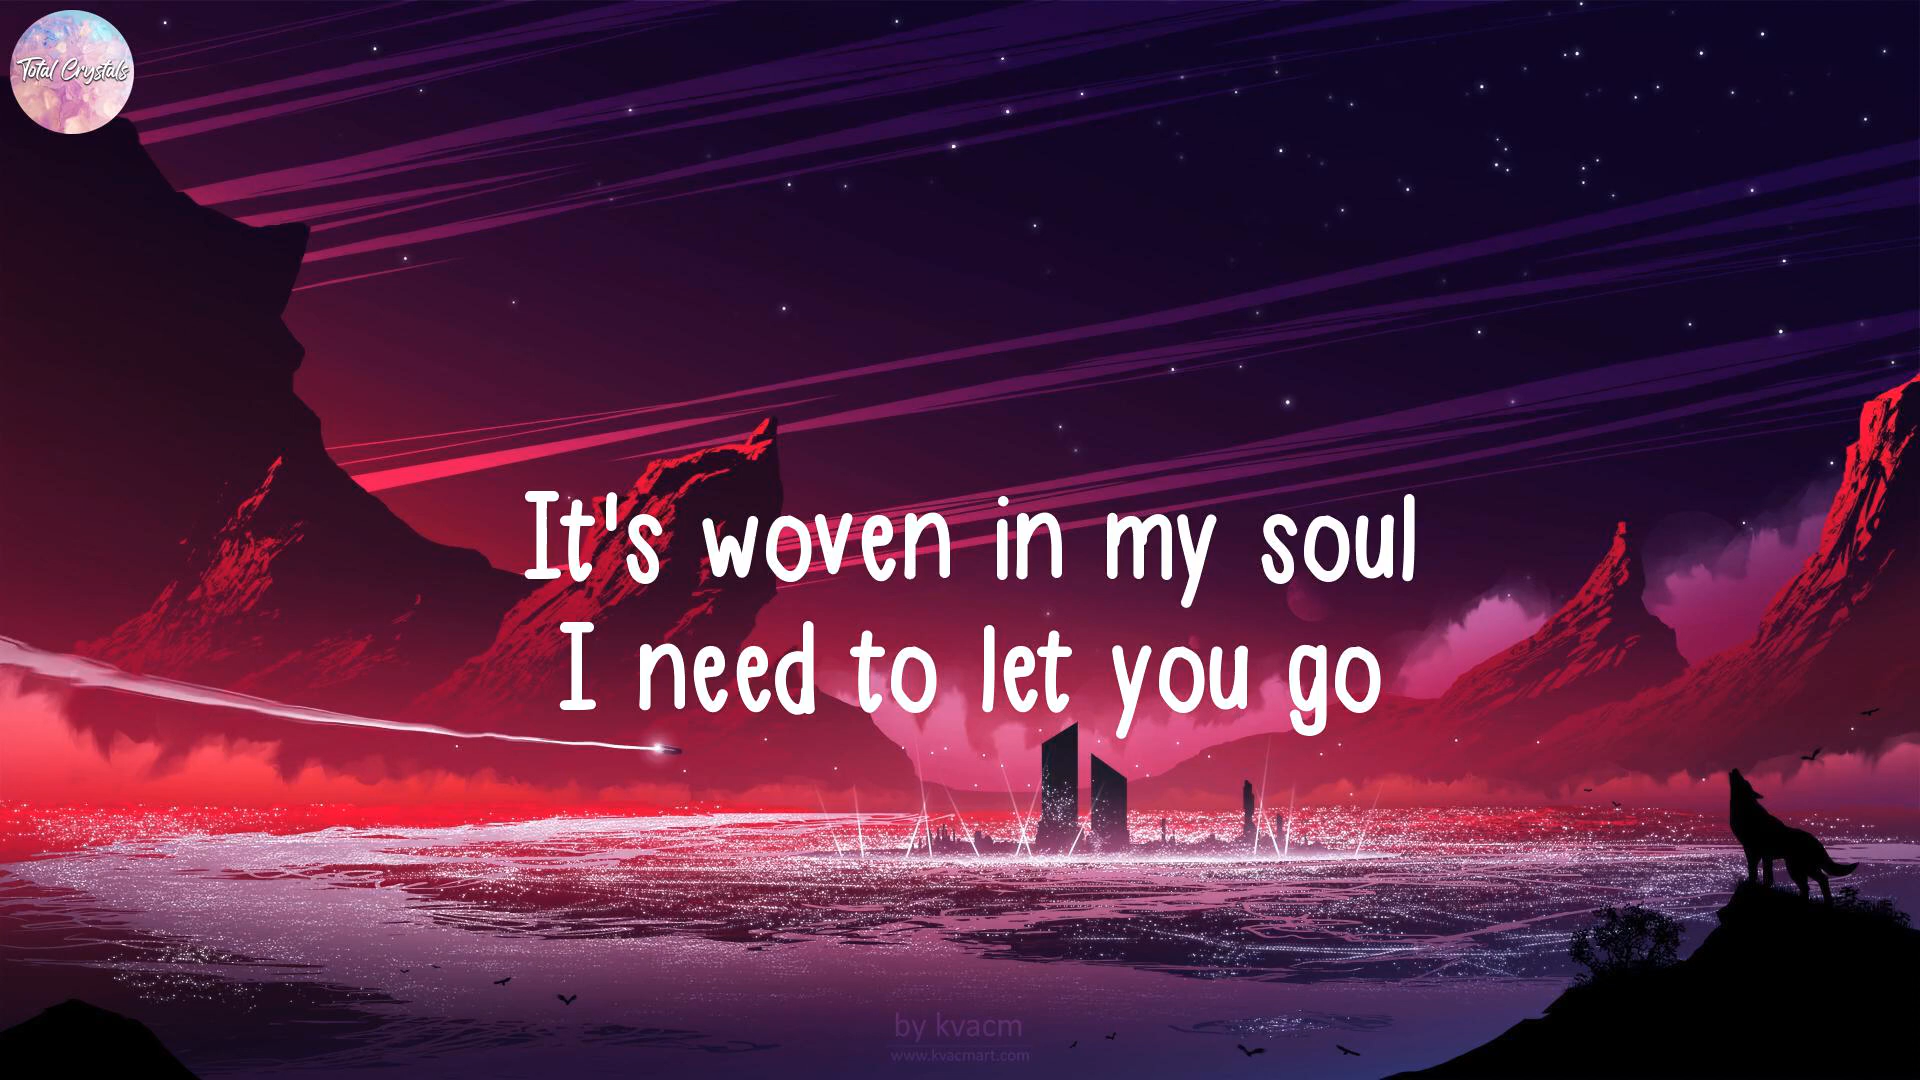 Total Crystals
It's woven in my soul
I need to let you go
by kvacm
www.kvacmart.com